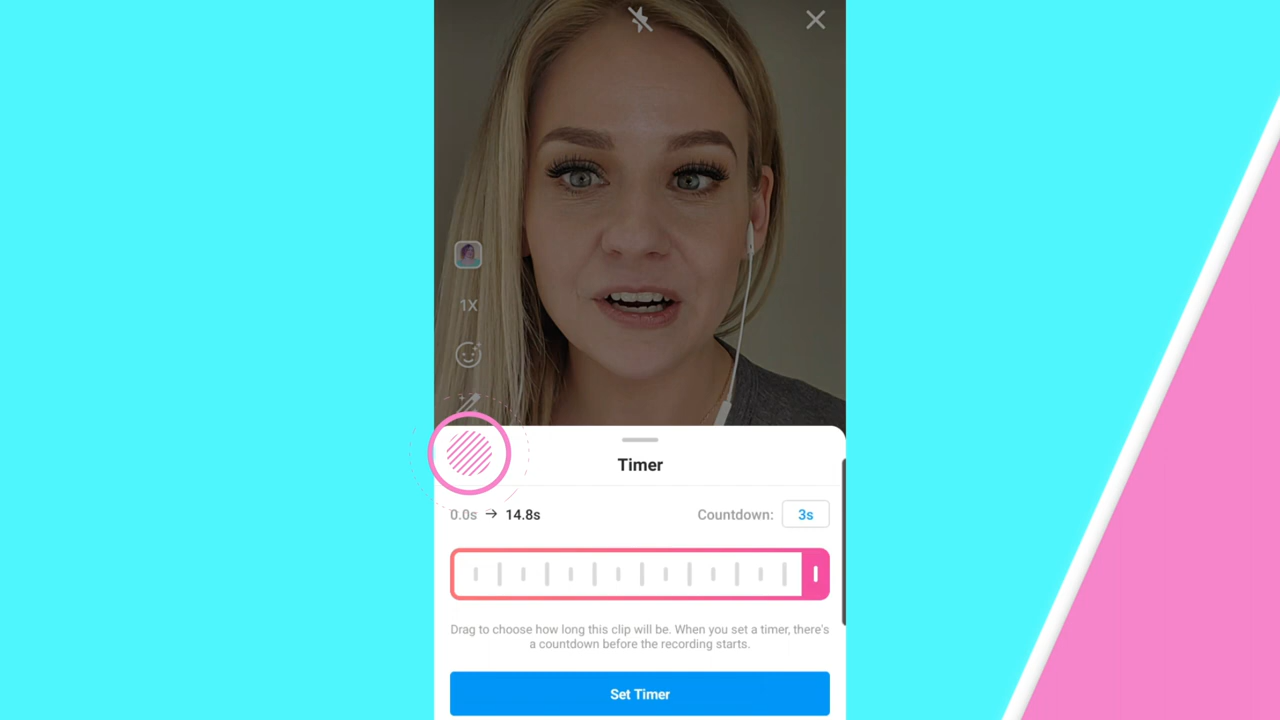 1X
Timer
0.0s → 14.8s Countdown: 3s
Drag to choose how long this clip will be. When you set a timer, there's
a countdown before the recording starts.
Set Timer